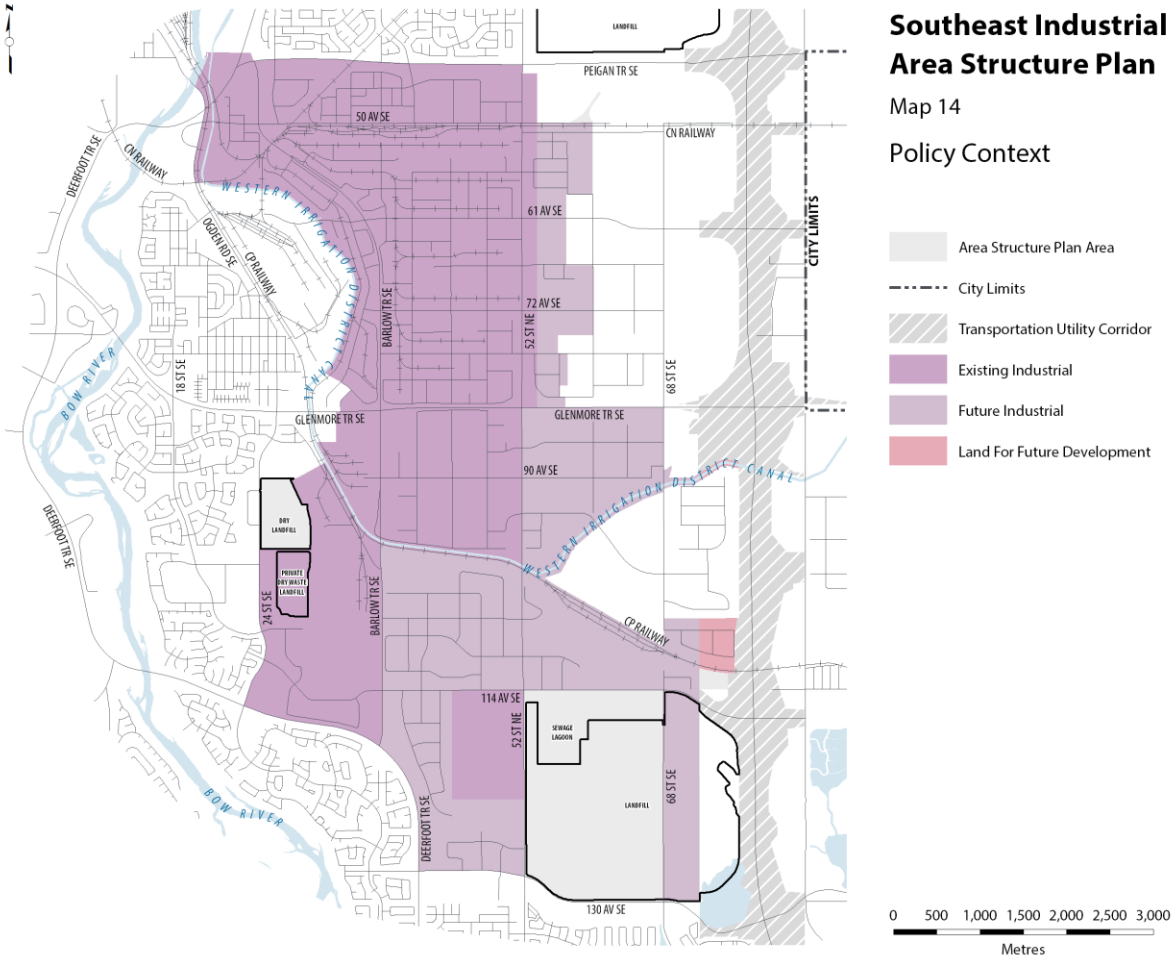 N
Southeast Industrial
Area Structure Plan
Map 14
Policy Context
Area Structure Plan Area
City Limits
Transportation Utility Corridor
Existing Industrial
Future Industrial
Land For Future Development
LANDFILL
PEIGAN TR SE
50 AV SE
CN RAILWAY
DEERFOOT TR SE
CN RAILWAY
WESTERN IRRIGATION DISTRICT CANAL
OGDEN RD SE
CP RAILWAY
61 AV SE
CITY LIMITS
72 AV SE
BARLOW TR SE
52 ST NE
18 ST SE
68 ST SE
BOW RIVER
GLENMORE TR SE
GLENMORE TR SE
90 AV SE
WESTERN IRRIGATION DISTRICT CANAL
DRY
LANDFILL
DEERFOOT TR SE
PRIVATE
DRY WASTE
LANDFILL
24 ST SE
BARLOW TR SE
CP RAILWAY
114 AV SE
52 ST NE
SEWAGE
LAGOON
68 ST SE
LANDFILL
BOW RIVER
DEERFOOT TR SE
130 AV SE
0 500 1,000 1,500 2,000 2,500 3,000
Metres